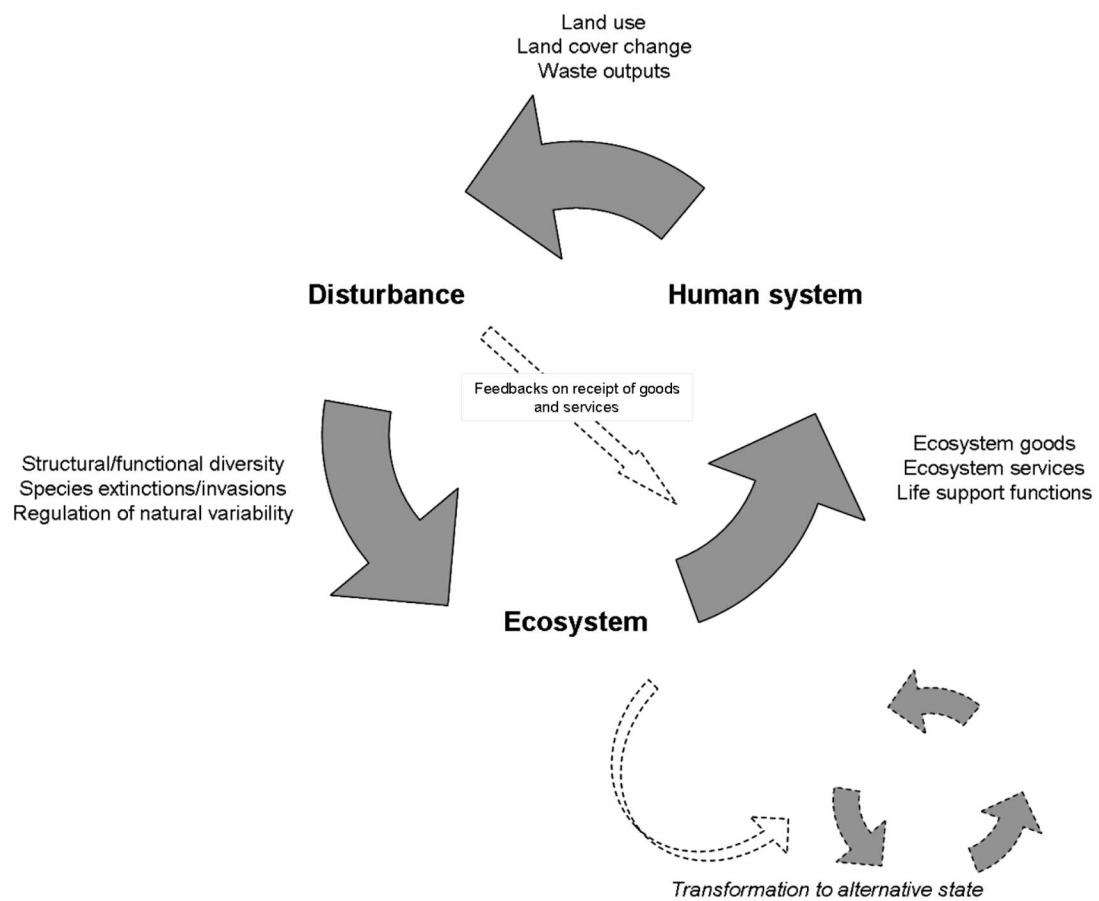 Land use
Land cover change
Waste outputs
Disturbance
Human system
Feedbacks on receipt of goods
and services
Structural/functional diversity
Species extinctions/invasions
Regulation of natural variability
Ecosystem goods
Ecosystem services
Life support functions
Ecosystem
Transformation to alternative state